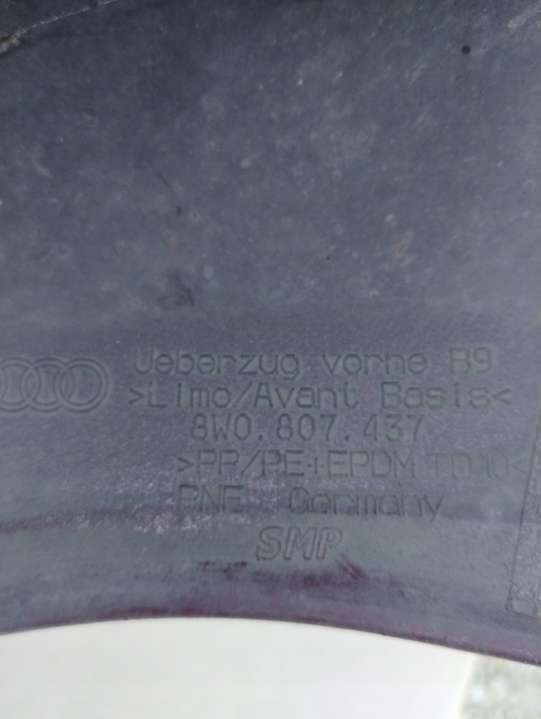 Ueberzug vorne B9
>Limo/Avant Basis<
8W0.807.437
>PP/PE+EPDM TD10<
Germany
SMP